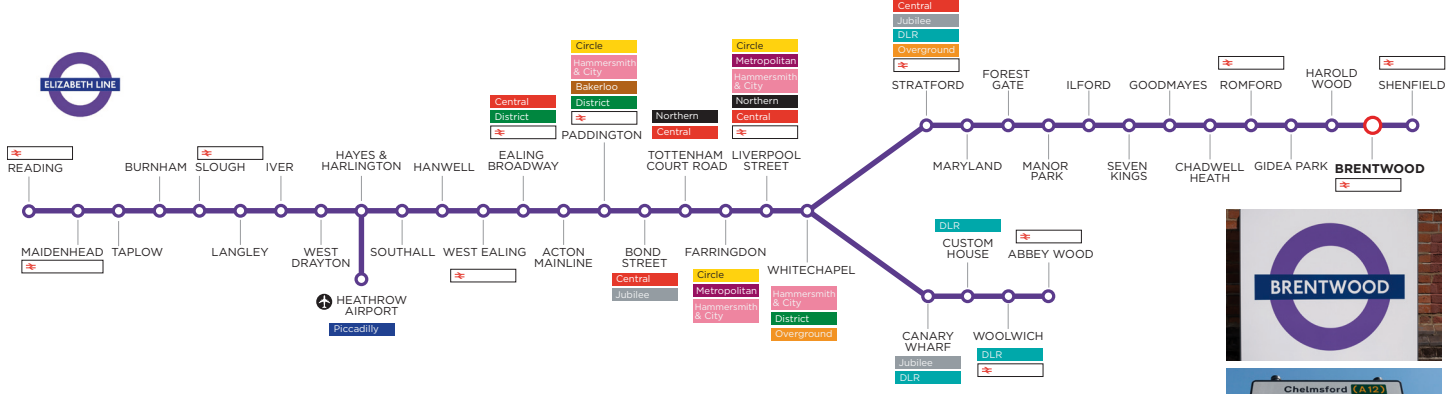 ELIZABETH LINE
READING
MAIDENHEAD
TAPLOW
BURNHAM
SLOUGH
LANGLEY
IVER
WEST
DRAYTON
HAYES &
HARLINGTON
HEATHROW
AIRPORT
Piccadilly
SOUTHALL
HANWELL
WEST EALING
Central
District
EALING
BROADWAY
ACTON
MAINLINE
Circle
Hammersmith
& City
Bakerloo
District
PADDINGTON
BOND
STREET
Central
Jubilee
Northern
Central
TOTTENHAM
COURT ROAD
FARRINGDON
Circle
Metropolitan
Hammersmith
& City
Circle
Metropolitan
Hammersmith
& City
Northern
Central
LIVERPOOL
STREET
WHITECHAPEL
Hammersmith
& City
District
Overground
Central
Jubilee
DLR
Overground
STRATFORD
MARYLAND
FOREST
GATE
MANOR
PARK
ILFORD
SEVEN
KINGS
GOODMAYES
CHADWELL
HEATH
ROMFORD
GIDEA PARK
HAROLD
WOOD
BRENTWOOD
SHENFIELD
CANARY
WHARF
Jubilee
DLR
DLR
CUSTOM
HOUSE
WOOLWICH
DLR
ABBEY WOOD
BRENTWOOD
Chelmsford (A12)